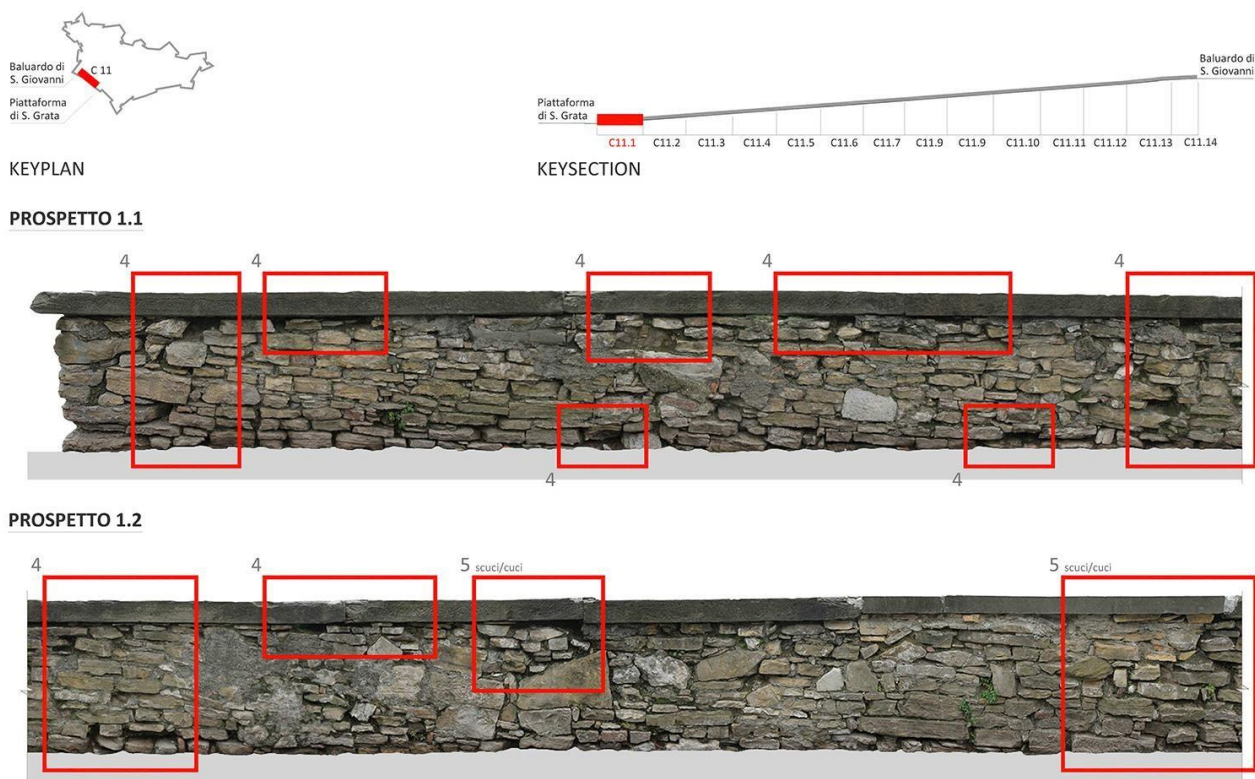 Baluardo di
S. Giovanni
C 11
Piattaforma
di S. Grata
KEYPLAN
Baluardo di
S. Giovanni
Piattaforma
di S. Grata
C11.1 C11.2 C11.3 C11.4 C11.5 C11.6 C11.7 C11.9 C11.9 C11.10 C11.11 C11.12 C11.13 C11.14
KEYSECTION
PROSPETTO 1.1
4 4 4 4 4
4 4
PROSPETTO 1.2
4 4 5 scuci/cuci 5 scuci/cuci